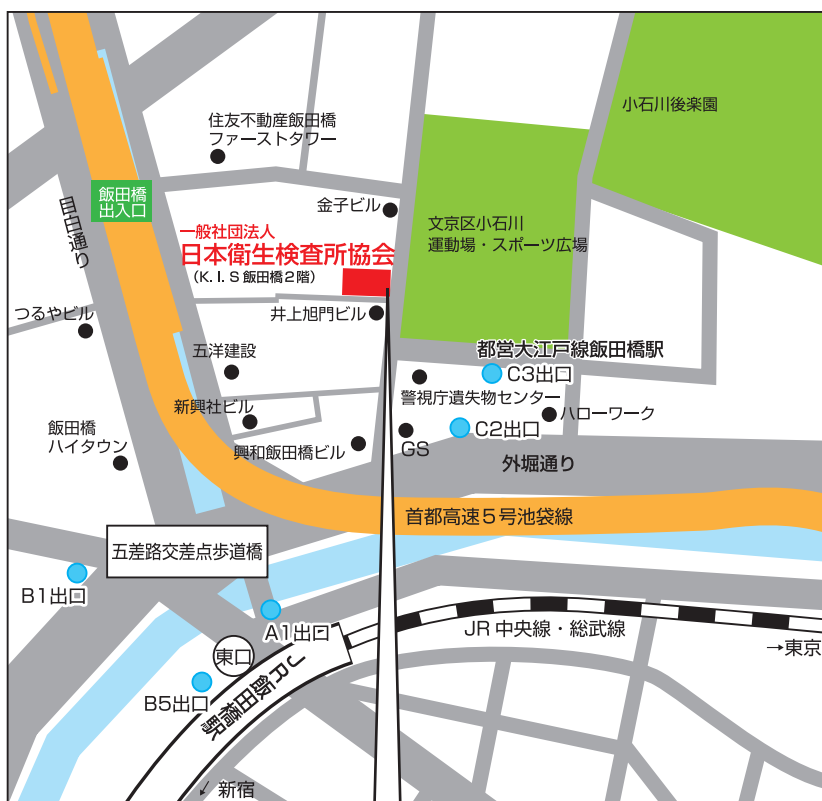 小石川後楽園
住友不動産飯田橋
ファーストタワー
飯田橋
出入口
目白通り
金子ビル
文京区小石川
運動場・スポーツ広場
一般社団法人
日本衛生検査所協会
(K.I.S飯田橋2階)
つるやビル
井上旭門ビル
五洋建設
都営大江戸線飯田橋駅
C3出口
警視庁遺失物センター
新興社ビル
ハローワーク
飯田橋
ハイタウン
興和飯田橋ビル
GS
C2出口
外堀通り
首都高速5号池袋線
五差路交差点歩道橋
B1出口
A1出口
JR中央線・総武線
→東京
東口
B5出口
JR飯田橋駅
↙新宿